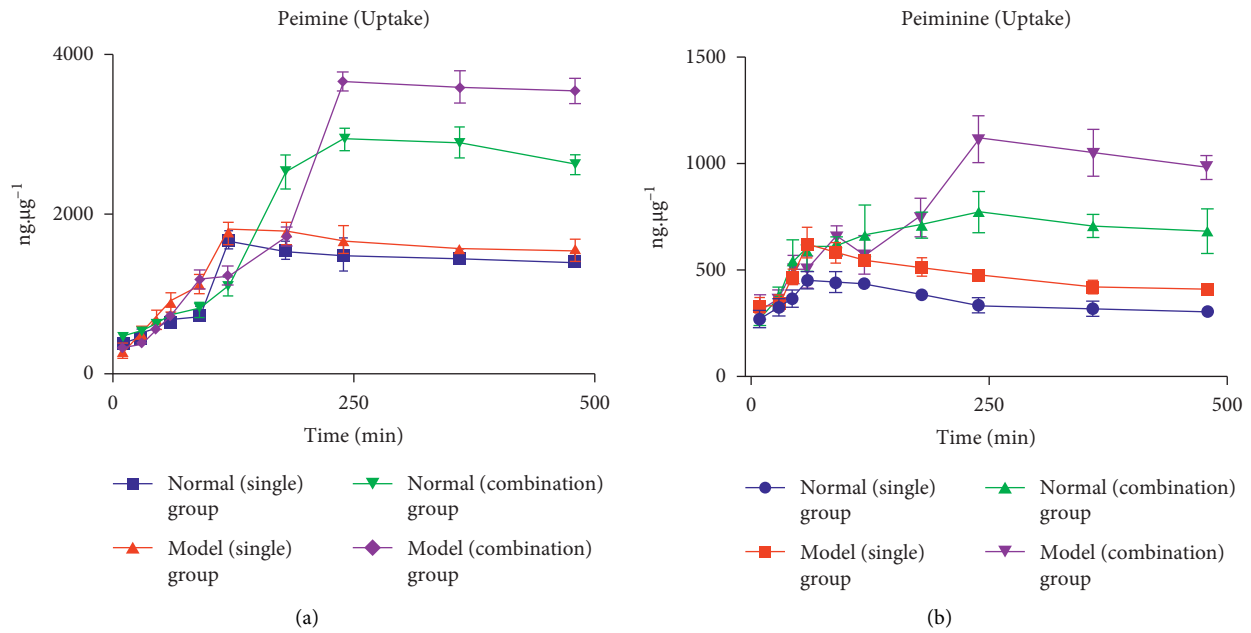 Peimine (Uptake)
4000
2000
0
ng.µg⁻¹
0
250
500
Time (min)
Normal (single)
group
Normal (combination)
group
Model (single)
group
Model (combination)
group
(a)
Peiminine (Uptake)
1500
1000
500
0
ng.µg⁻¹
0
250
500
Time (min)
Normal (single)
group
Normal (combination)
group
Model (single)
group
Model (combination)
group
(b)